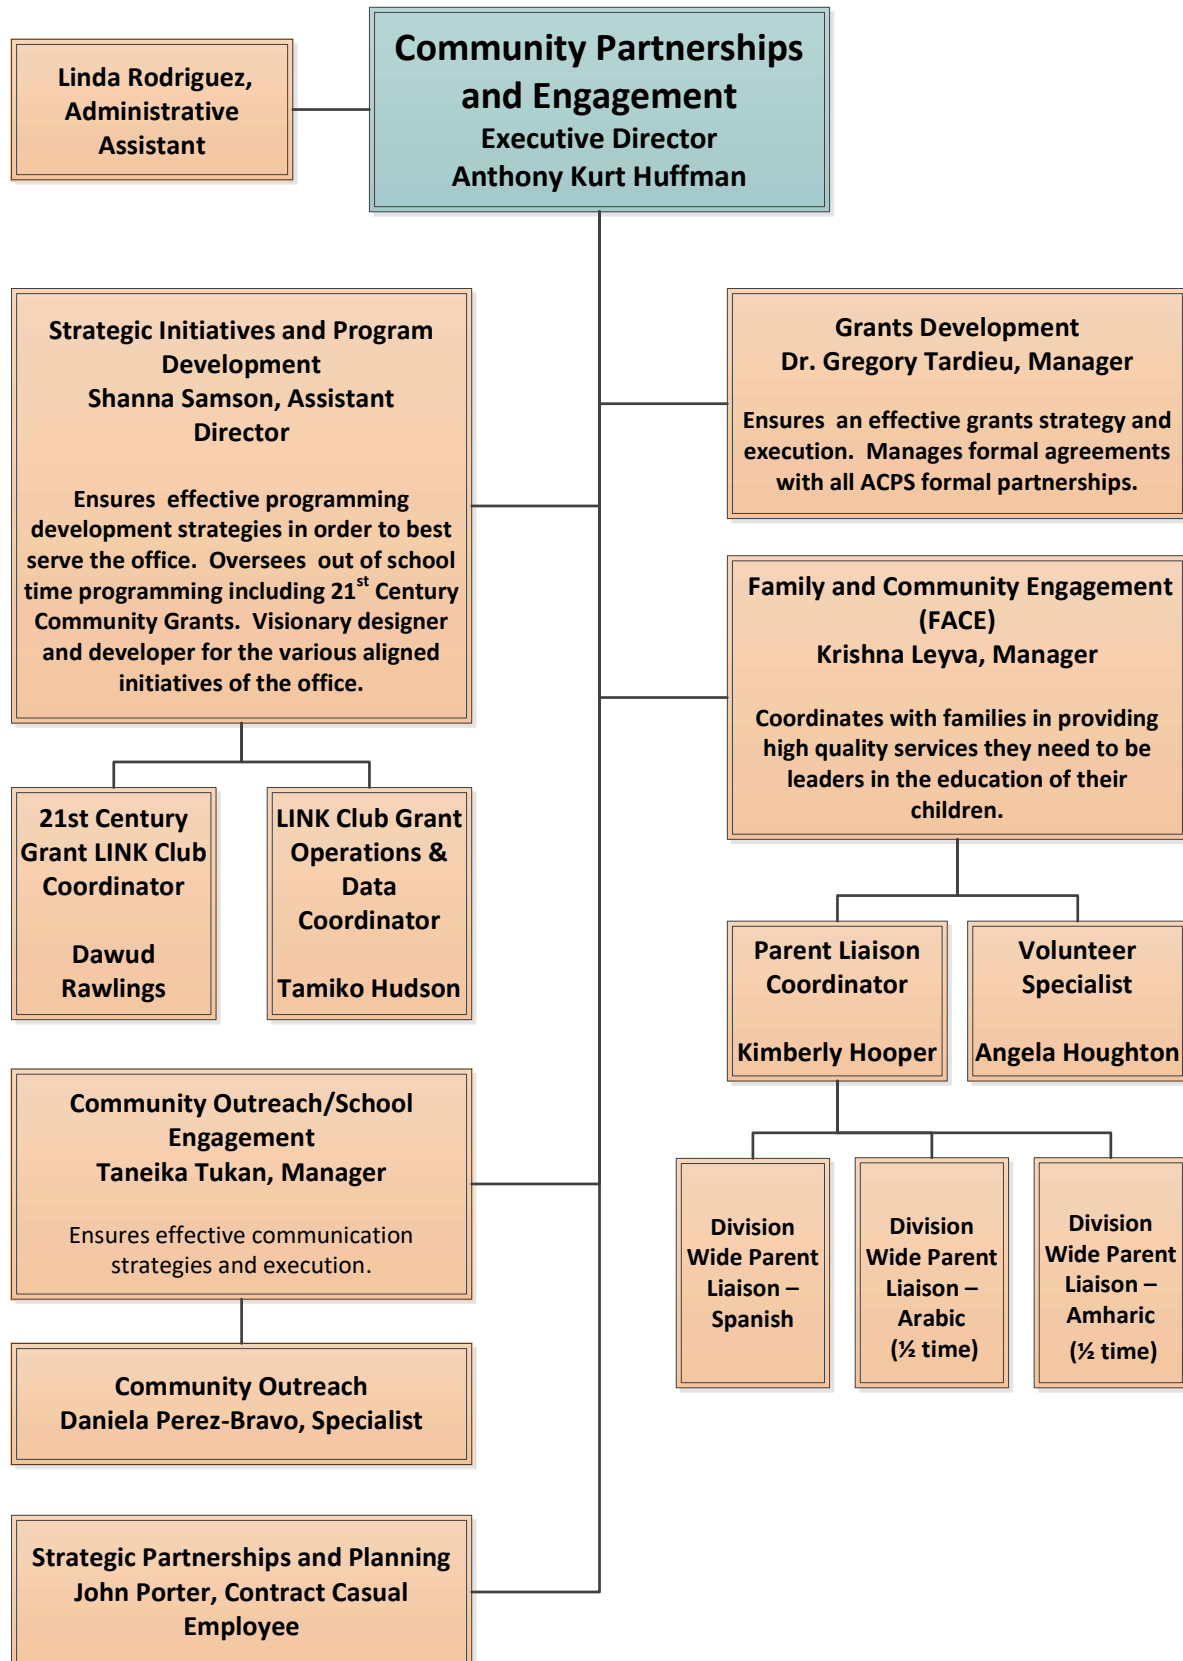 Linda Rodriguez,
Administrative
Assistant
Community Partnerships
and Engagement
Executive Director
Anthony Kurt Huffman
Strategic Initiatives and Program
Development
Shanna Samson, Assistant
Director
Ensures effective programming
development strategies in order to best
serve the office. Oversees out of school
time programming including 21st Century
Community Grants. Visionary designer
and developer for the various aligned
initiatives of the office.
21st Century
Grant LINK Club
Coordinator
Dawud
Rawlings
LINK Club Grant
Operations &
Data
Coordinator
Tamiko Hudson
Community Outreach/School
Engagement
Taneika Tukan, Manager
Ensures effective communication
strategies and execution.
Community Outreach
Daniela Perez-Bravo, Specialist
Strategic Partnerships and Planning
John Porter, Contract Casual
Employee
Grants Development
Dr. Gregory Tardieu, Manager
Ensures an effective grants strategy and
execution. Manages formal agreements
with all ACPS formal partnerships.
Family and Community Engagement
(FACE)
Krishna Leyva, Manager
Coordinates with families in providing
high quality services they need to be
leaders in the education of their
children.
Parent Liaison
Coordinator
Kimberly Hooper
Volunteer
Specialist
Angela Houghton
Division
Wide Parent
Liaison –
Spanish
Division
Wide Parent
Liaison –
Arabic
(½ time)
Division
Wide Parent
Liaison –
Amharic
(½ time)